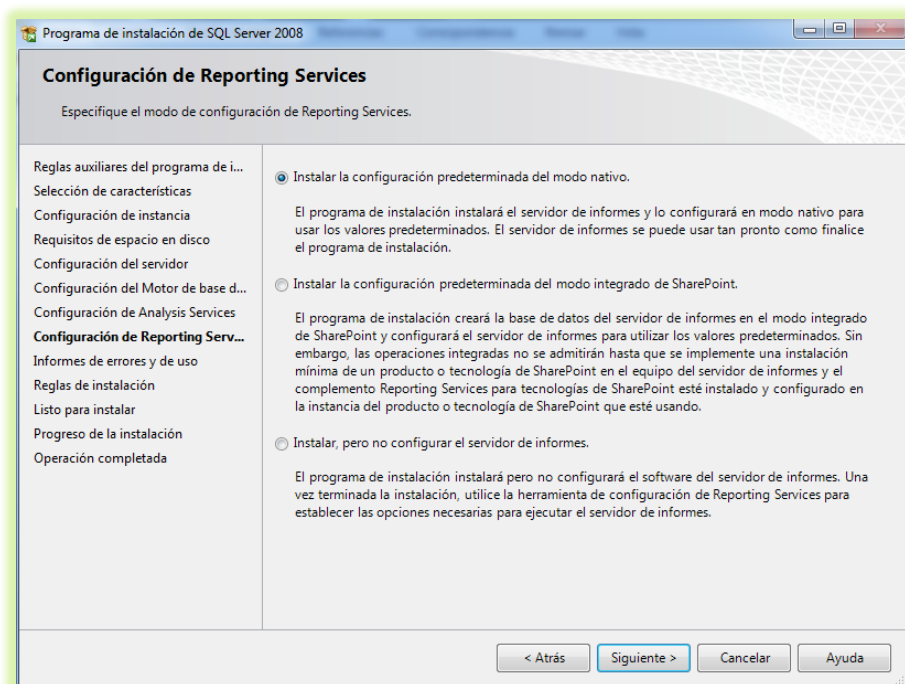 Programa de instalación de SQL Server 2008
Configuración de Reporting Services
Especifique el modo de configuración de Reporting Services.
Reglas auxiliares del programa de i...
Selección de características
Configuración de instancia
Requisitos de espacio en disco
Configuración del servidor
Configuración del Motor de base d...
Configuración de Analysis Services
Configuración de Reporting Serv...
Informes de errores y de uso
Reglas de instalación
Listo para instalar
Progreso de la instalación
Operación completada
Instalar la configuración predeterminada del modo nativo.
El programa de instalación instalará el servidor de informes y lo configurará en modo nativo para
usar los valores predeterminados. El servidor de informes se puede usar tan pronto como finalice
el programa de instalación.
Instalar la configuración predeterminada del modo integrado de SharePoint.
El programa de instalación creará la base de datos del servidor de informes en el modo integrado
de SharePoint y configurará el servidor de informes para utilizar los valores predeterminados. Sin
embargo, las operaciones integradas no se admitirán hasta que se implemente una instalación
mínima de un producto o tecnología de SharePoint en el equipo del servidor de informes y el
complemento Reporting Services para tecnologías de SharePoint esté instalado y configurado en
la instancia del producto o tecnología de SharePoint que esté usando.
Instalar, pero no configurar el servidor de informes.
El programa de instalación instalará pero no configurará el software del servidor de informes. Una
vez terminada la instalación, utilice la herramienta de configuración de Reporting Services para
establecer las opciones necesarias para ejecutar el servidor de informes.
< Atrás
Siguiente >
Cancelar
Ayuda